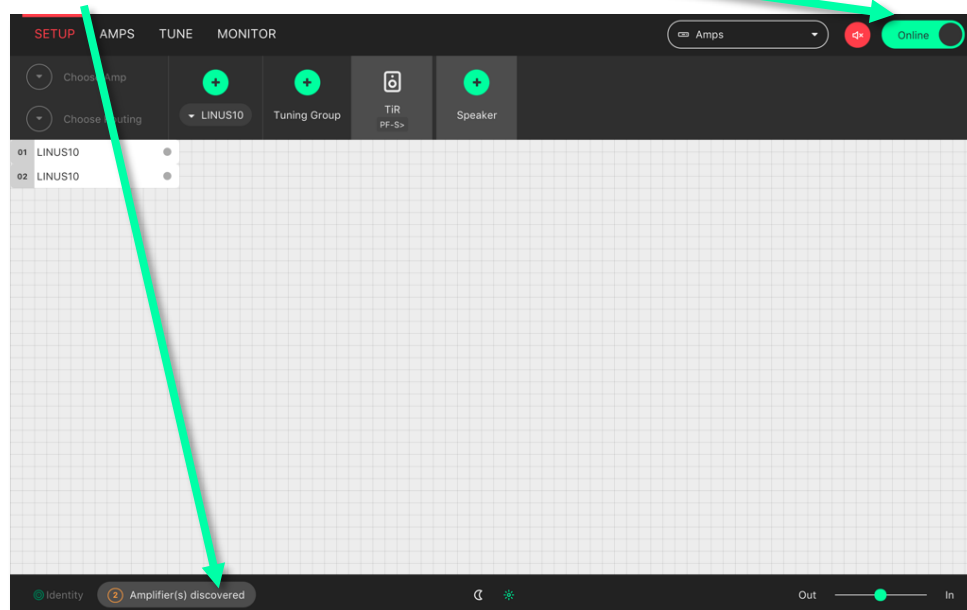 SETUP AMPS TUNE MONITOR Amps Online
Choose Amp
Choose Routing
LINUS10 Tuning Group TiR Speaker
PF-S>
01 LINUS10
02 LINUS10
Identity 2 Amplifier(s) discovered Out In